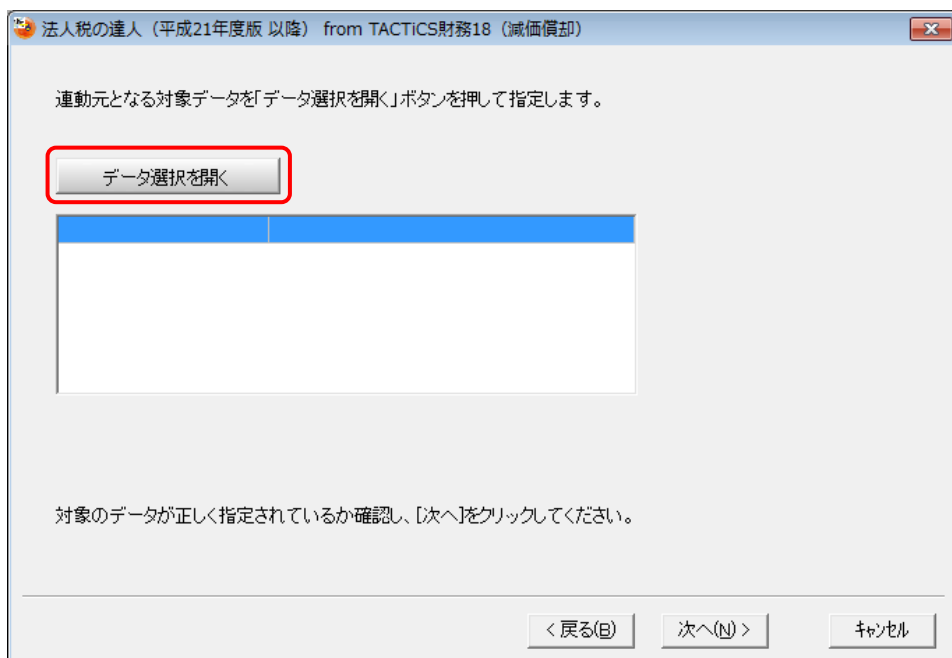 法人税の達人（平成21年度版 以降） from TACTiCS財務18（減価償却）
連動元となる対象データを「データ選択を開く」ボタンを押して指定します。
データ選択を開く
対象のデータが正しく指定されているか確認し、[次へ]をクリックしてください。
< 戻る(B)
次へ(N) >
ｷｬﾝｾﾙ